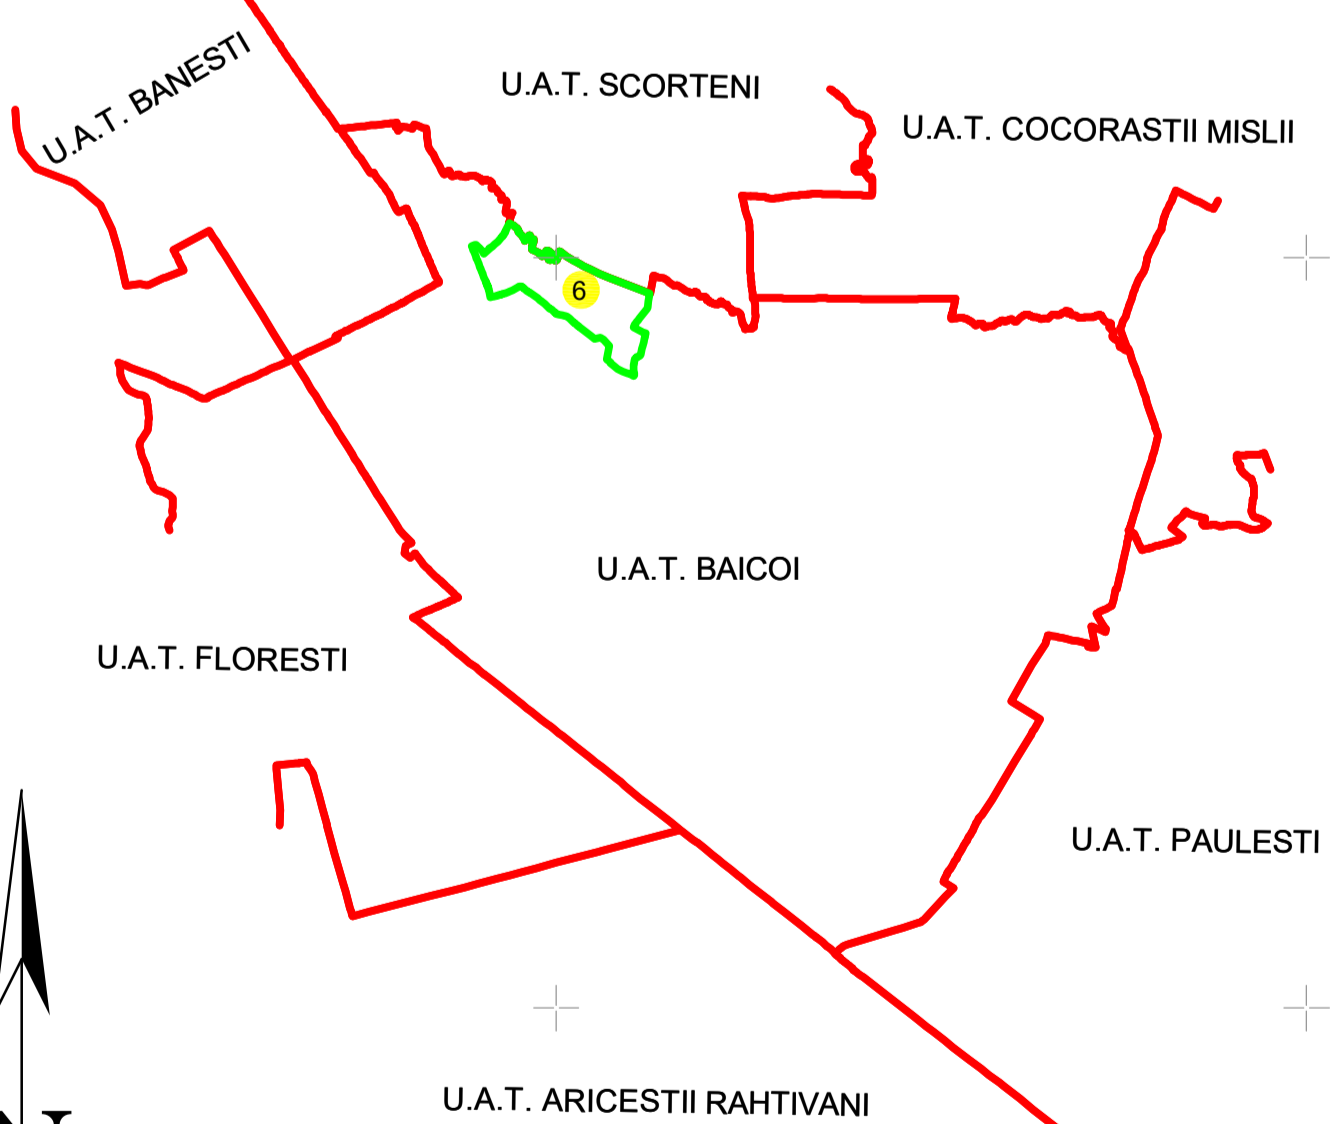 U.A.T. BANESTI
U.A.T. SCORTENI
U.A.T. COCORASTII MISLII
6
U.A.T. BAICOI
U.A.T. FLORESTI
U.A.T. PAULESTI
U.A.T. ARICESTII RAHTIVANI
N